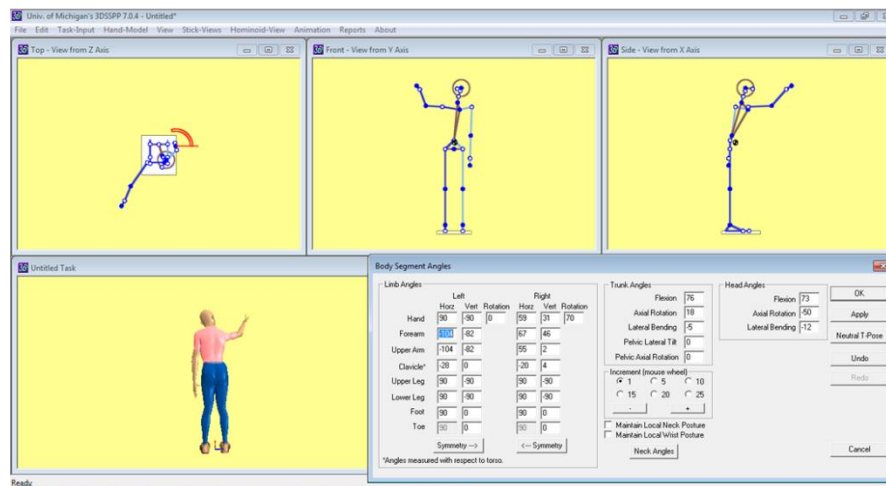 Univ. of Michigan's 3DSSPP 7.0.4 - Untitled*
File Edit Task-Input Hand-Model View Stick-Views Hominoid-View Animation Reports About
Top - View from Z Axis
Front - View from Y Axis
Side - View from X Axis
Untitled Task
Body Segment Angles
Limb Angles
Left Right
Horz Vert Rotation Horz Vert Rotation
Hand 90 -90 0 59 31 70
Forearm -104 -82 67 46
Upper Arm -104 -82 55 2
Clavicle* -28 0 -20 4
Upper Leg 90 -90 90 -90
Lower Leg 90 -90 90 -90
Foot 90 0 90 0
Toe 90 0 90 0
Symmetry --> <-- Symmetry
*Angles measured with respect to torso.
Trunk Angles
Flexion 76
Axial Rotation 18
Lateral Bending -5
Pelvic Lateral Tilt 0
Pelvic Axial Rotation 0
Increment (mouse wheel)
1 5 10
15 20 25
- +
Maintain Local Neck Posture
Maintain Local Wrist Posture
Neck Angles
Head Angles
Flexion 73
Axial Rotation -50
Lateral Bending -12
OK
Apply
Neutral T-Pose
Undo
Redo
Cancel
Ready